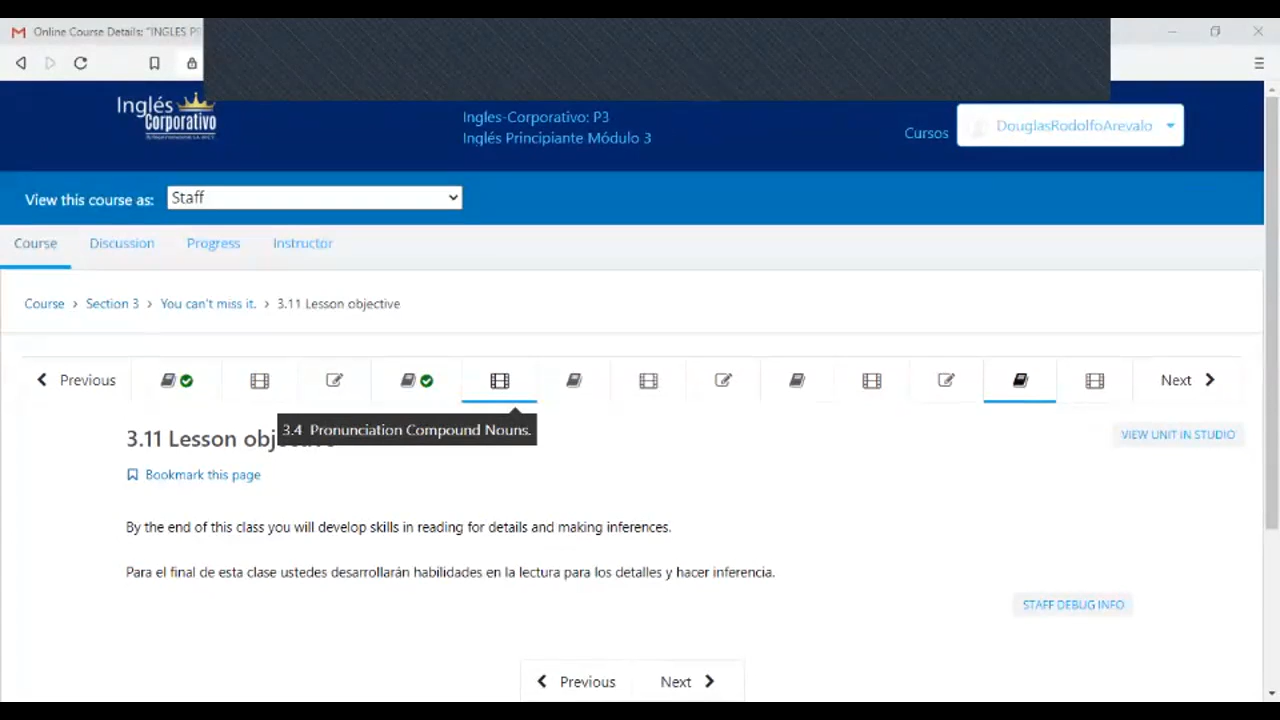 Online Course Details: "INGLES P
Inglés
Corporativo
Ingles-Corporativo: P3
Inglés Principiante Módulo 3
Cursos
DouglasRodolfoArevalo
View this course as:
Staff
Course
Discussion
Progress
Instructor
Course > Section 3 > You can't miss it. > 3.11 Lesson objective
Previous
Next
3.4 Pronunciation Compound Nouns.
3.11 Lesson obj
VIEW UNIT IN STUDIO
Bookmark this page
By the end of this class you will develop skills in reading for details and making inferences.
Para el final de esta clase ustedes desarrollarán habilidades en la lectura para los detalles y hacer inferencia.
STAFF DEBUG INFO
Previous
Next